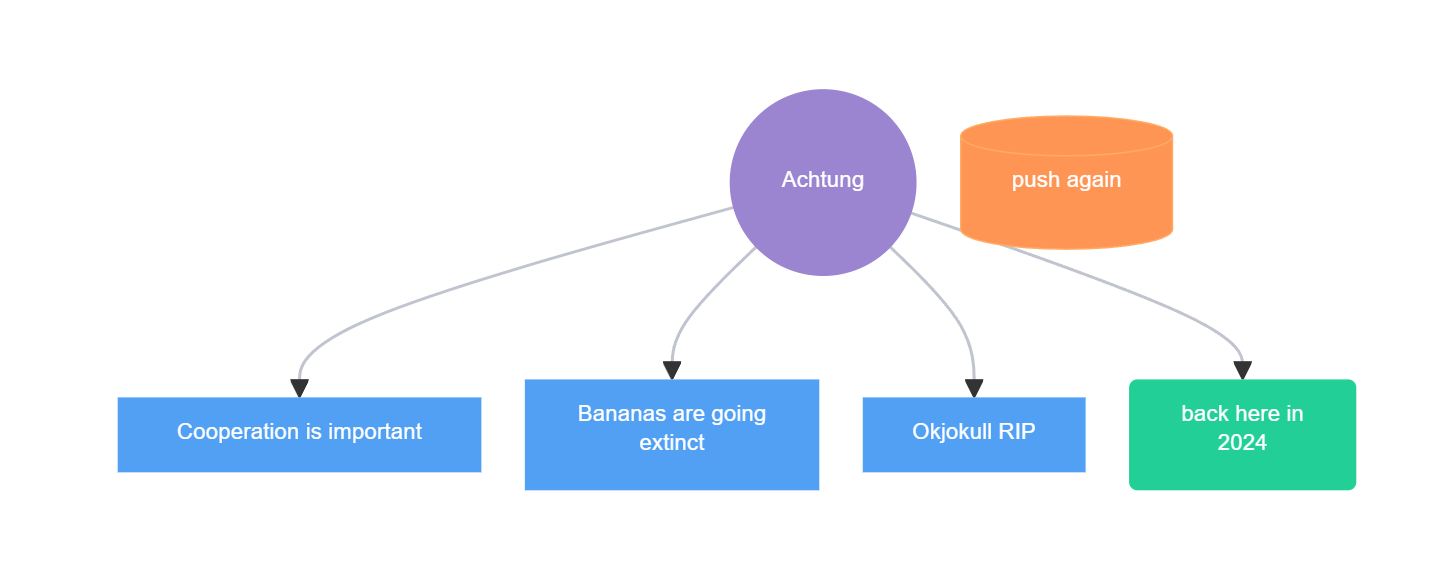 Achtung
push again
Cooperation is important
Bananas are going
extinct
Okjokull RIP
back here in
2024